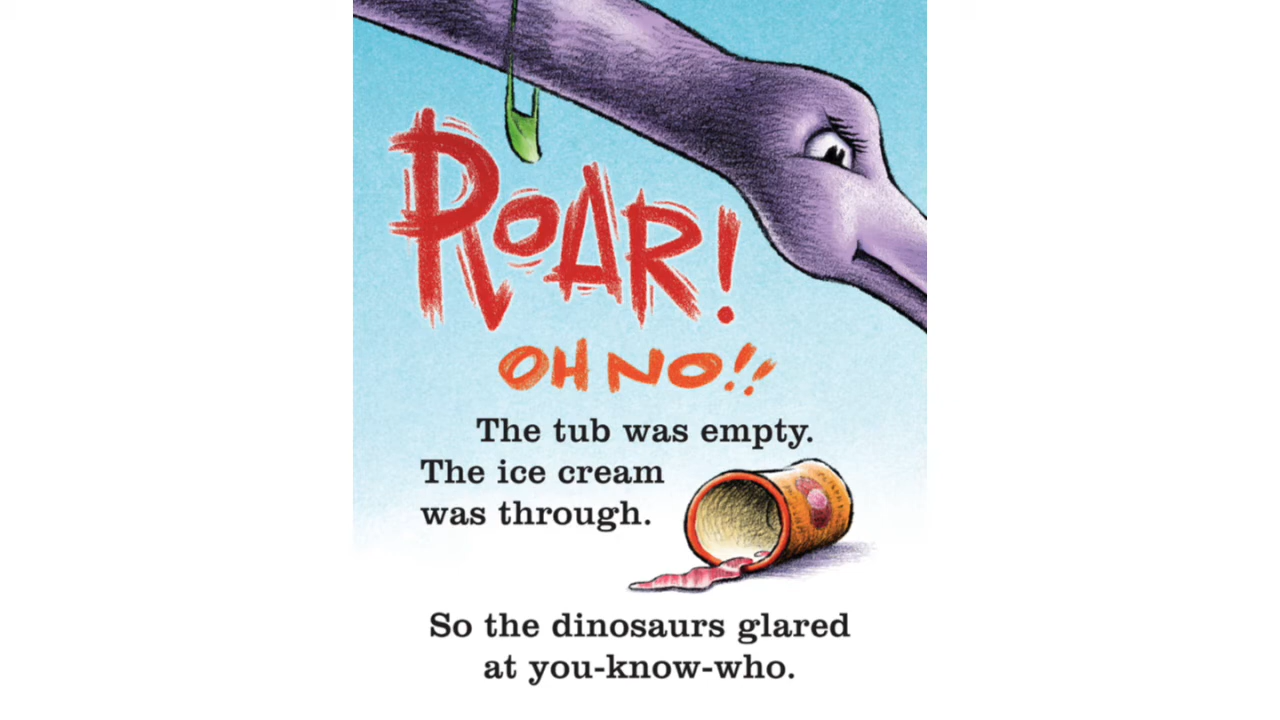 ROAR!
OH NO!!
The tub was empty.
The ice cream
was through.
So the dinosaurs glared
at you-know-who.